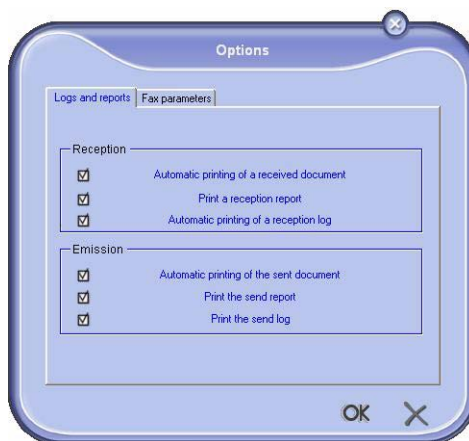 Options
Logs and reports Fax parameters
Reception
Automatic printing of a received document
Print a reception report
Automatic printing of a reception log
Emission
Automatic printing of the sent document
Print the send report
Print the send log
OK